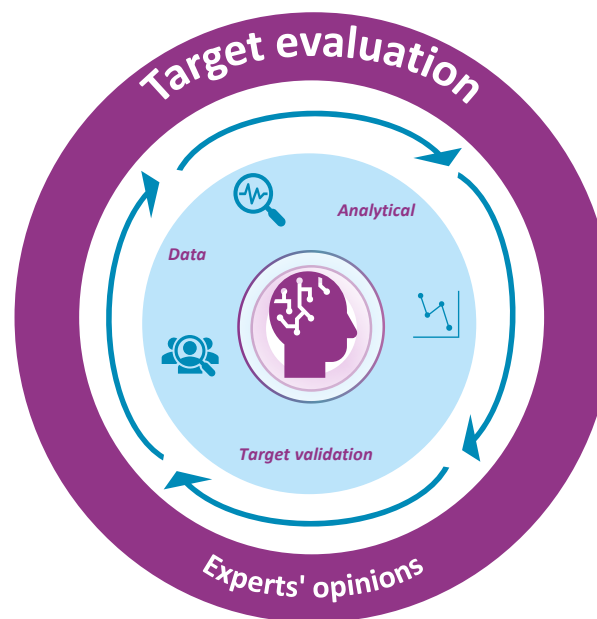 Target evaluation
Analytical
Data
Target validation
Experts' opinions